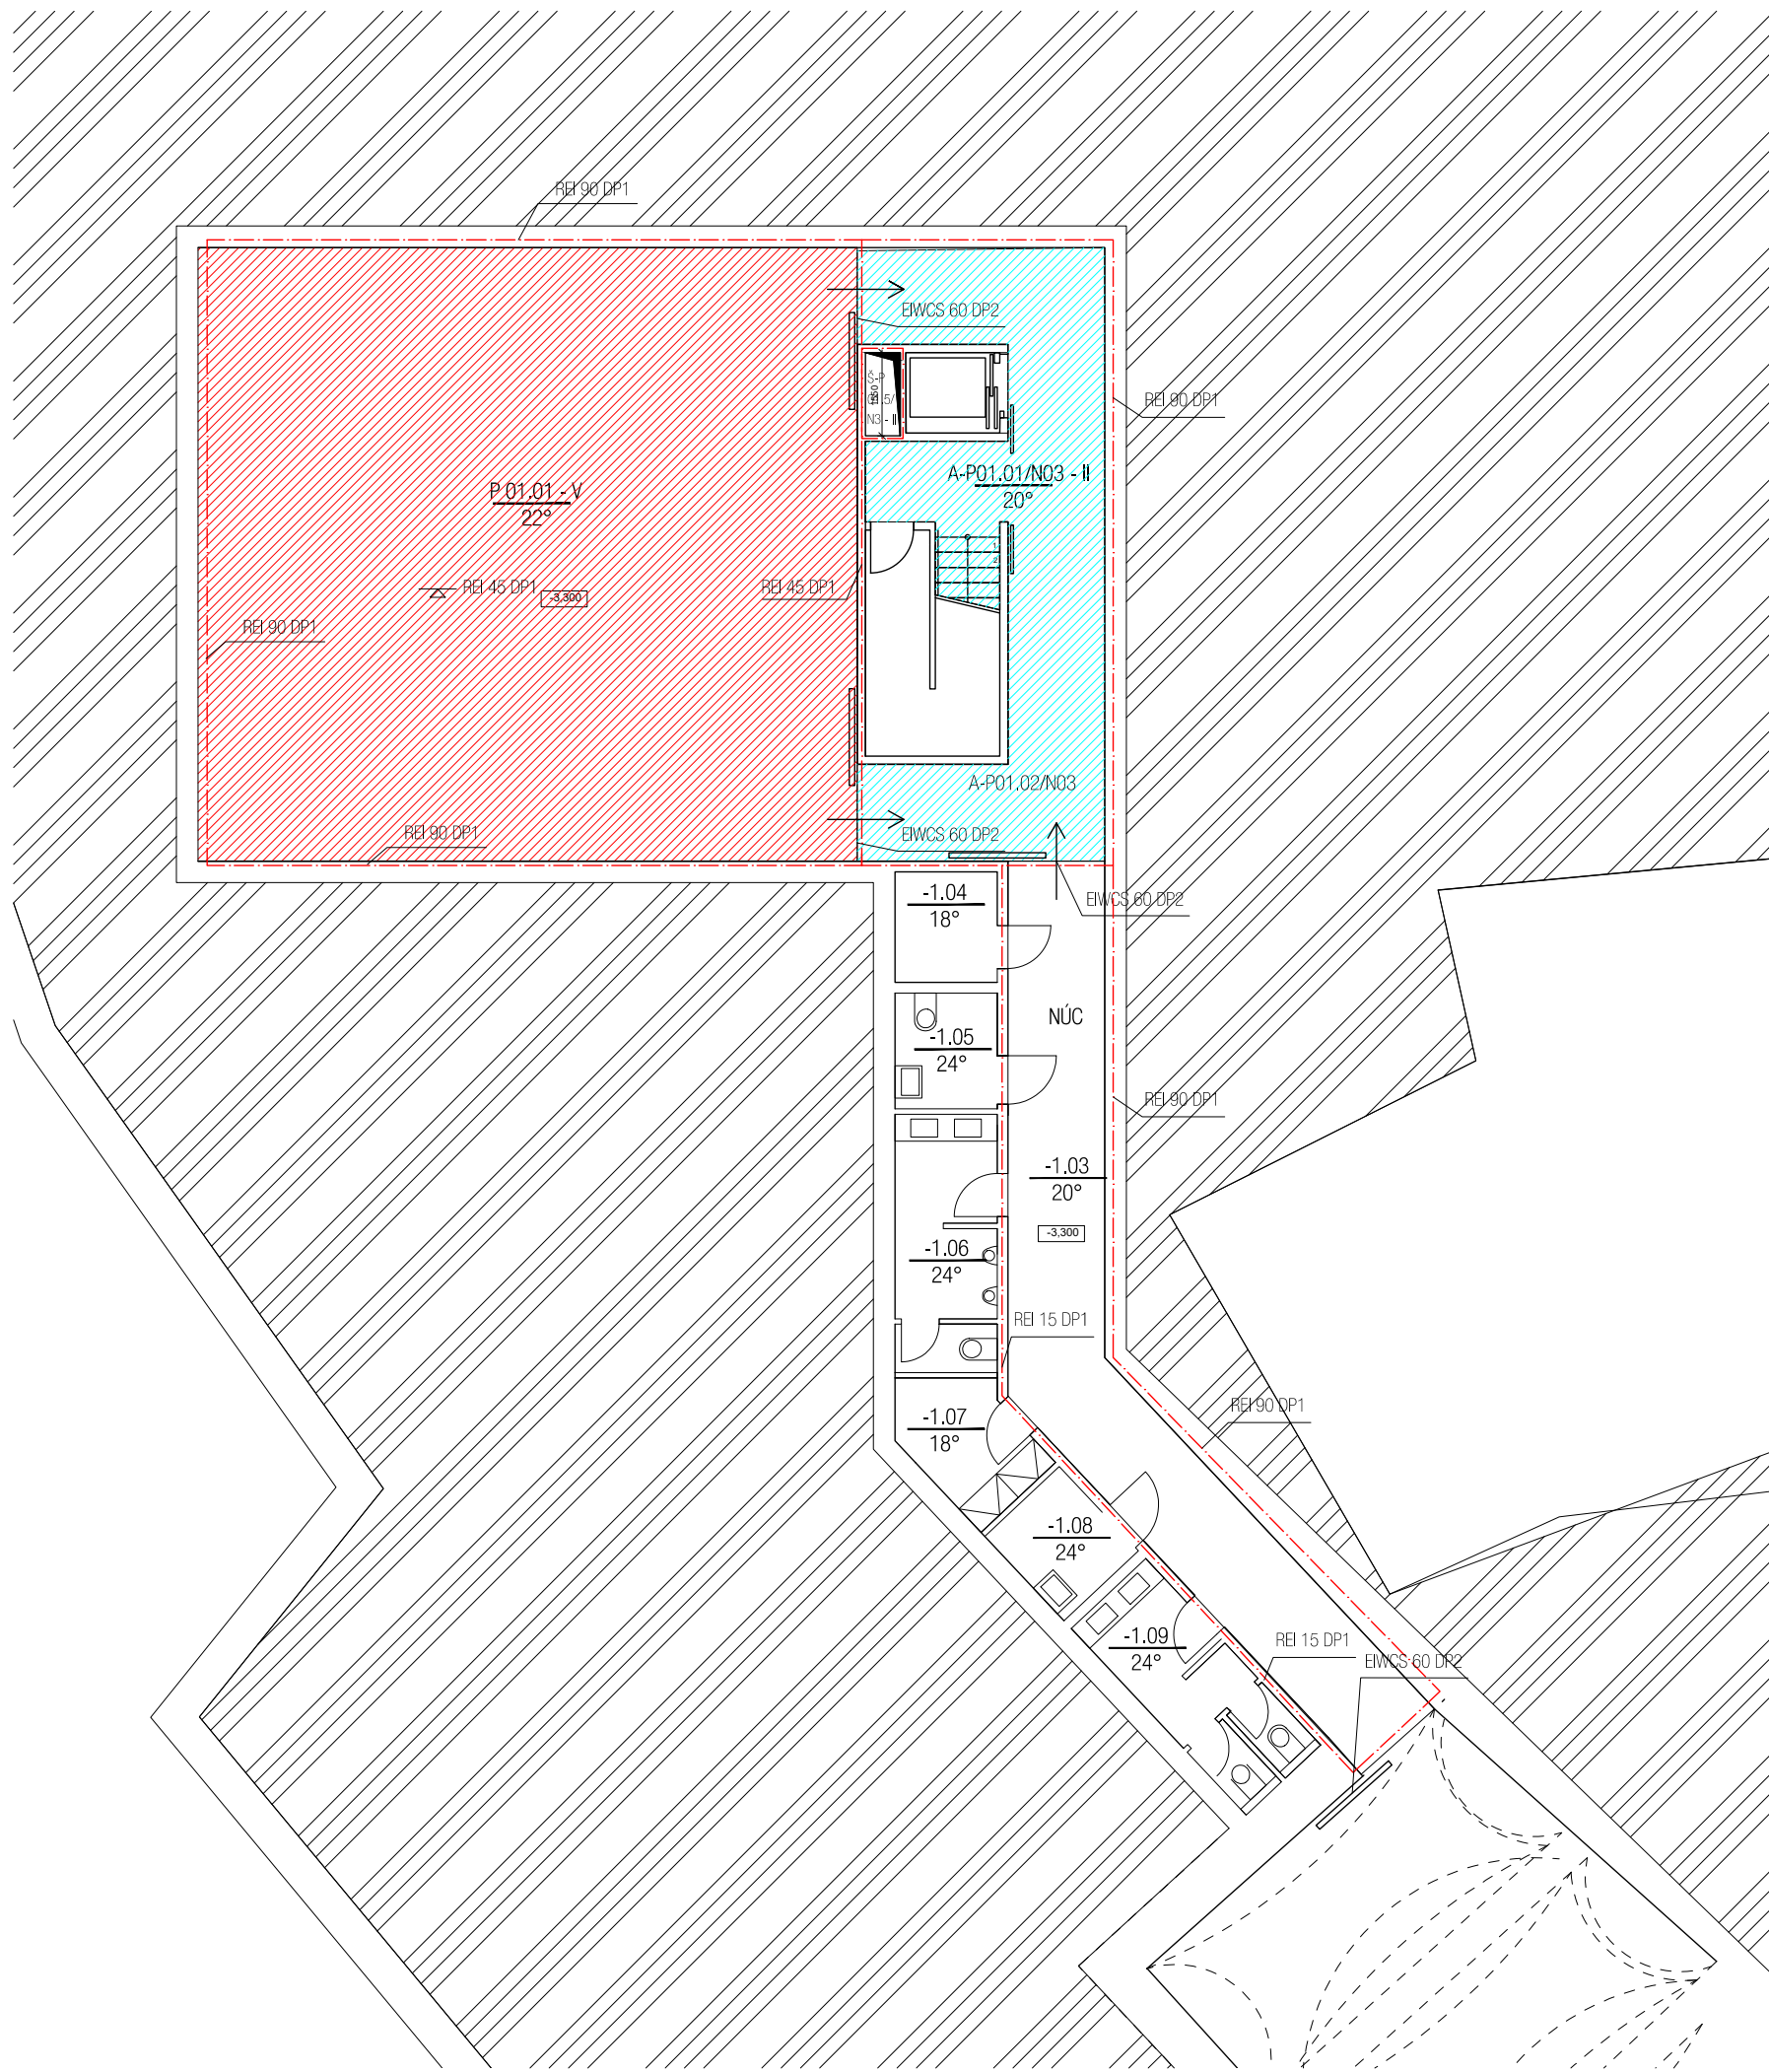 REI 90 DP1
EIWCS 60 DP2
Š-P
1850
N3 - II
REI 90 DP1
A-P01.01/N03 - II
20°
P 01.01 - V
22°
REI 45 DP1
-3,300
REI 45 DP1
REI 90 DP1
A-P01.02/N03
REI 90 DP1
EIWCS 60 DP2
-1.04
18°
EIWCS 60 DP2
NÚC
-1.05
24°
REI 90 DP1
-1.03
20°
-3,300
-1.06
24°
REI 15 DP1
REI 90 DP1
-1.07
18°
-1.08
24°
-1.09
24°
REI 15 DP1
EIWCS 60 DP2